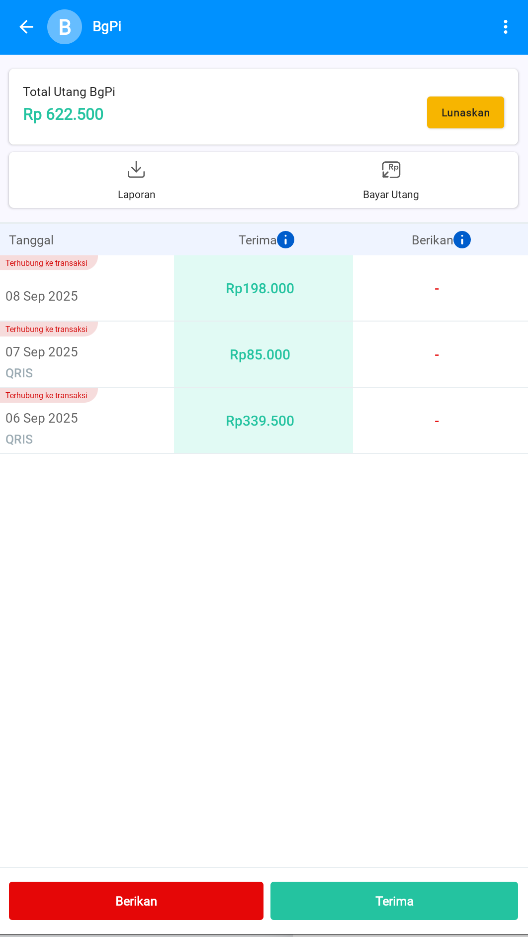 B BgPi
Total Utang BgPi
Rp 622.500
Lunaskan
Laporan Bayar Utang
Tanggal Terima Berikan
Terhubung ke transaksi
08 Sep 2025 Rp198.000 -
Terhubung ke transaksi
07 Sep 2025 Rp85.000 -
QRIS
Terhubung ke transaksi
06 Sep 2025 Rp339.500 -
QRIS
Berikan Terima